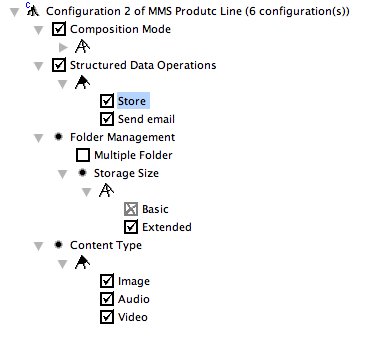 Configuration 2 of MMS Produtc Line (6 configuration(s))
Composition Mode
Structured Data Operations
Store
Send email
Folder Management
Multiple Folder
Storage Size
Basic
Extended
Content Type
Image
Audio
Video